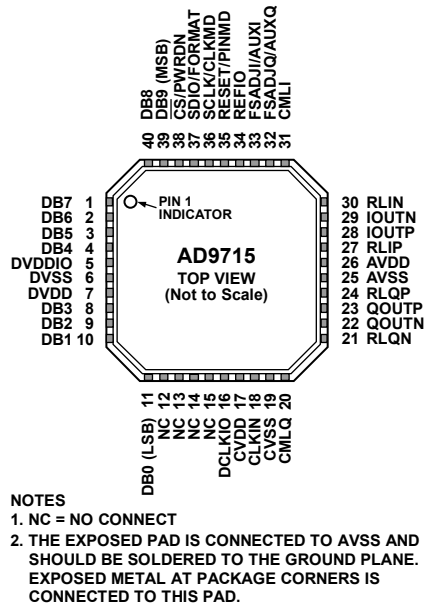 40 DB8
39 DB9 (MSB)
38 CS/PWRDN
37 SDIO/FORMAT
36 SCLK/CLKMD
35 RESET/PINMD
34 REFIO
33 FSADJI/AUXI
32 FSADJQ/AUXQ
31 CMLI
DB7 1
DB6 2
DB5 3
DB4 4
DVDDIO 5
DVSS 6
DVDD 7
DB3 8
DB2 9
DB1 10
PIN 1
INDICATOR
AD9715
TOP VIEW
(Not to Scale)
30 RLIN
29 IOUTN
28 IOUTP
27 RLIP
26 AVDD
25 AVSS
24 RLQP
23 QOUTP
22 QOUTN
21 RLQN
DB0 (LSB) 11
NC 12
NC 13
NC 14
NC 15
DCLKIO 16
CVDD 17
CLKIN 18
CVSS 19
CMLQ 20
NOTES
1. NC = NO CONNECT
2. THE EXPOSED PAD IS CONNECTED TO AVSS AND
SHOULD BE SOLDERED TO THE GROUND PLANE.
EXPOSED METAL AT PACKAGE CORNERS IS
CONNECTED TO THIS PAD.